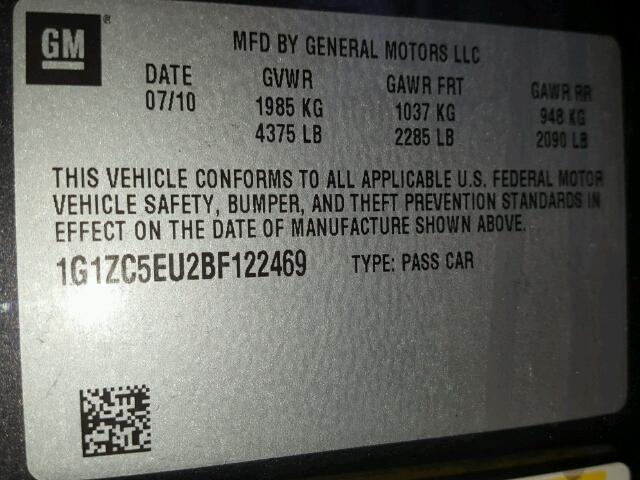 GM ®
MFD BY GENERAL MOTORS LLC
DATE GVWR GAWR FRT GAWR RR
07/10 1985 KG 1037 KG 948 KG
4375 LB 2285 LB 2090 LB
THIS VEHICLE CONFORMS TO ALL APPLICABLE U.S. FEDERAL MOTOR
VEHICLE SAFETY, BUMPER, AND THEFT PREVENTION STANDARDS IN
EFFECT ON THE DATE OF MANUFACTURE SHOWN ABOVE.
1G1ZC5EU2BF122469 TYPE: PASS CAR